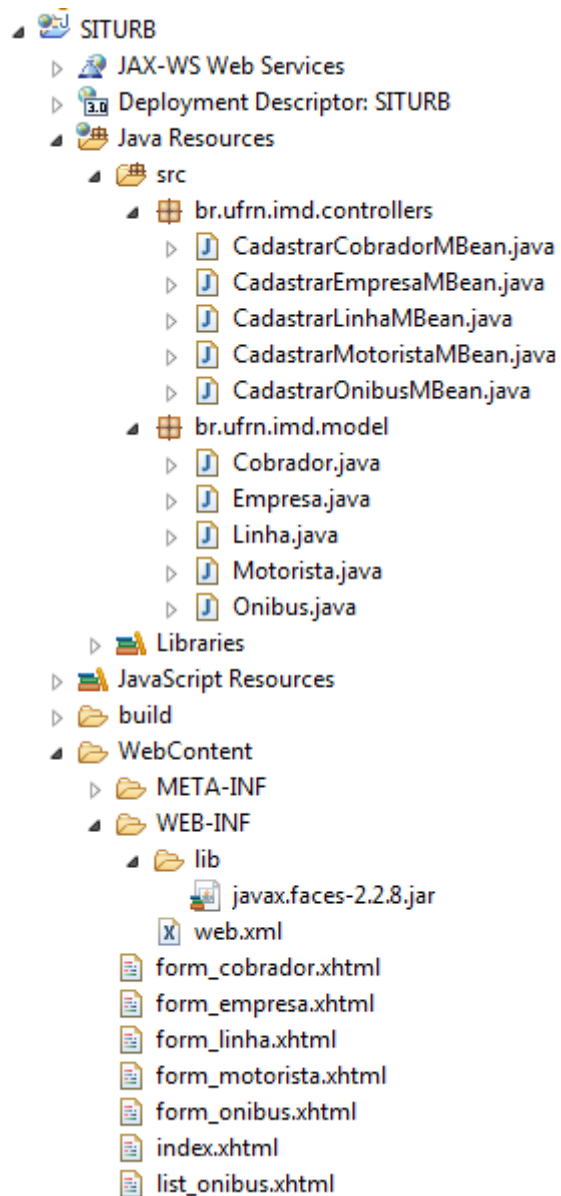 SITURB
JAX-WS Web Services
3.0 Deployment Descriptor: SITURB
Java Resources
src
br.ufrn.imd.controllers
J CadastrarCobradorMBean.java
J CadastrarEmpresaMBean.java
J CadastrarLinhaMBean.java
J CadastrarMotoristaMBean.java
J CadastrarOnibusMBean.java
br.ufrn.imd.model
J Cobrador.java
J Empresa.java
J Linha.java
J Motorista.java
J Onibus.java
Libraries
JavaScript Resources
build
WebContent
META-INF
WEB-INF
lib
javax.faces-2.2.8.jar
X web.xml
form_cobrador.xhtml
form_empresa.xhtml
form_linha.xhtml
form_motorista.xhtml
form_onibus.xhtml
index.xhtml
list_onibus.xhtml